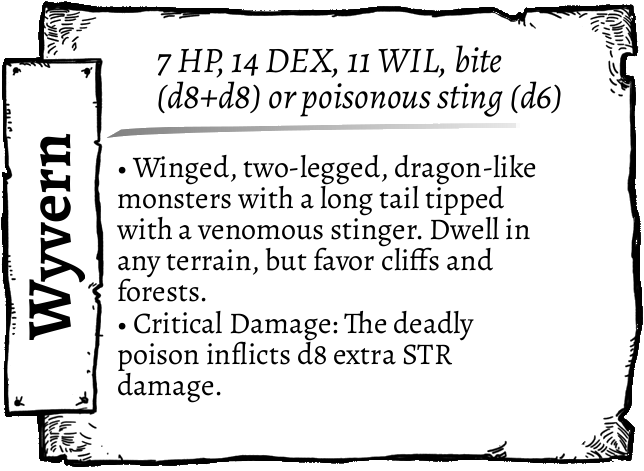 Wyvern
7 HP, 14 DEX, 11 WIL, bite
(d8+d8) or poisonous sting (d6)
• Winged, two-legged, dragon-like
monsters with a long tail tipped
with a venomous stinger. Dwell in
any terrain, but favor cliffs and
forests.
• Critical Damage: The deadly
poison inflicts d8 extra STR
damage.